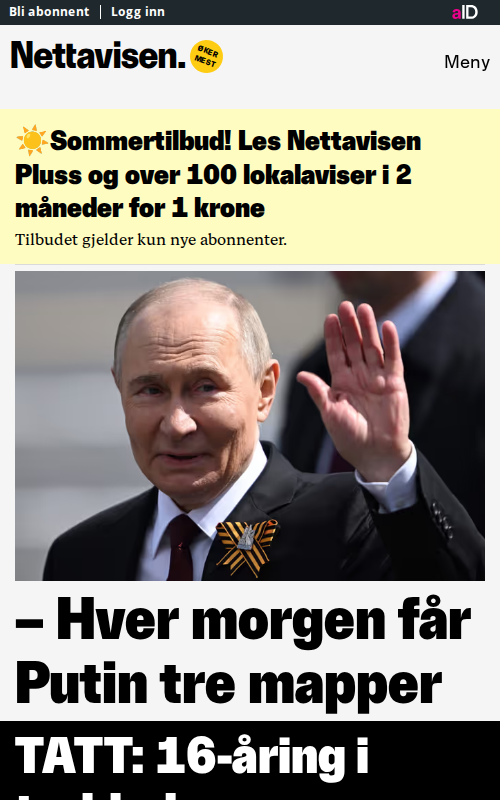 Bli abonnent | Logg inn
aID
Nettavisen.
ØKER
MEST
Meny
☀️Sommertilbud! Les Nettavisen
Pluss og over 100 lokalaviser i 2
måneder for 1 krone
Tilbudet gjelder kun nye abonnenter.
– Hver morgen får
Putin tre mapper
TATT: 16-åring i